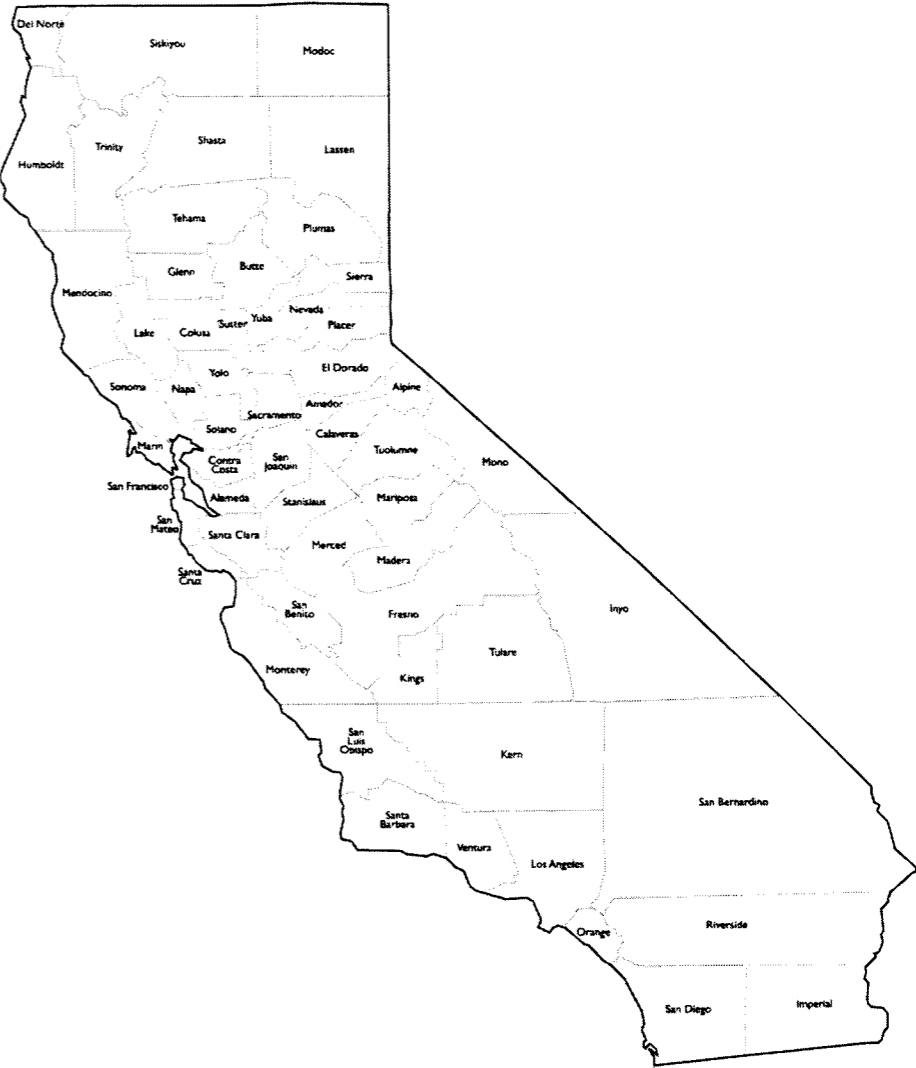 Del Norte
Siskiyou
Modoc
Humboldt
Trinity
Shasta
Lassen
Tehama
Plumas
Glenn
Butte
Sierra
Mendocino
Lake
Colusa
Sutter
Yuba
Nevada
Placer
Sonoma
Napa
Yolo
El Dorado
Alpine
Sacramento
Amador
Solano
Calaveras
Marin
Contra
Costa
San
Joaquin
Tuolumne
Mono
San Francisco
Alameda
Stanislaus
Mariposa
San
Mateo
Santa Clara
Merced
Madera
Santa
Cruz
San
Benito
Fresno
Inyo
Monterey
Kings
Tulare
San
Luis
Obispo
Kern
San Bernardino
Santa
Barbara
Ventura
Los Angeles
Orange
Riverside
San Diego
Imperial